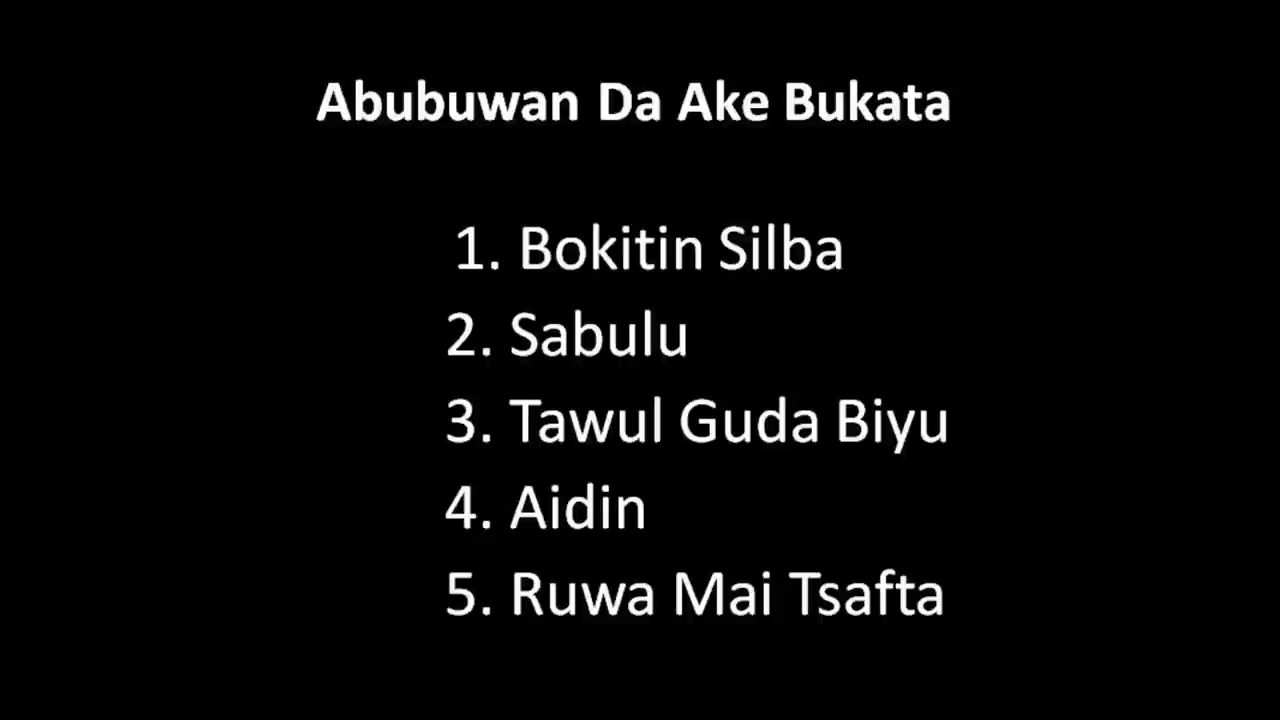 Abubuwan Da Ake Bukata
1. Bokitin Silba
2. Sabulu
3. Tawul Guda Biyu
4. Aidin
5. Ruwa Mai Tsafta